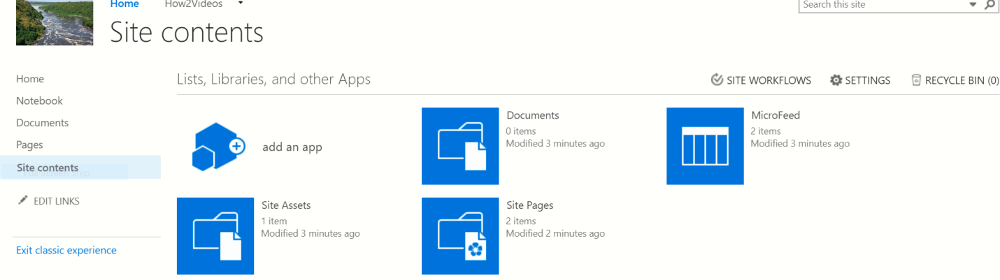 Home How2Videos
Search this site
Site contents
Home
Notebook
Documents
Pages
Site contents
EDIT LINKS
Exit classic experience
Lists, Libraries, and other Apps
SITE WORKFLOWS SETTINGS RECYCLE BIN (0)
add an app
Documents
0 items
Modified 3 minutes ago
MicroFeed
2 items
Modified 3 minutes ago
Site Assets
1 item
Modified 3 minutes ago
Site Pages
2 items
Modified 2 minutes ago